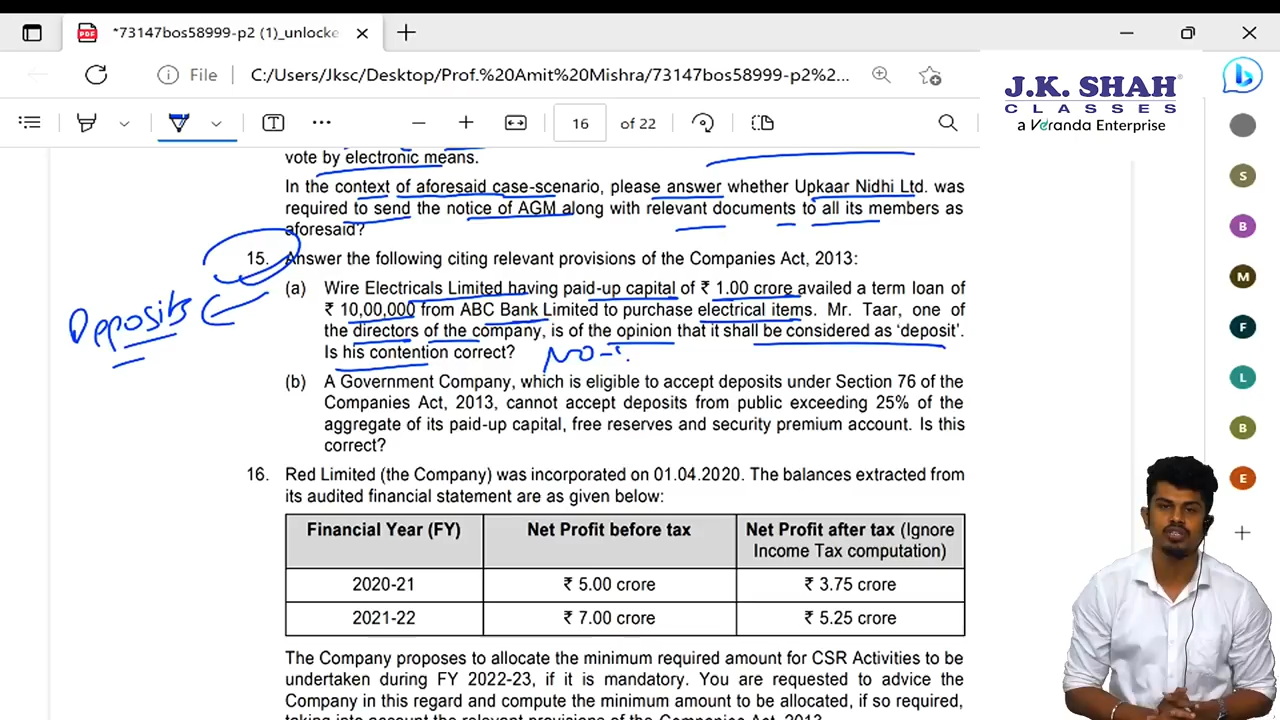 *73147bos58999-p2 (1)_unlocke
File
C:/Users/Jksc/Desktop/Prof.%20Amit%20Mishra/73147bos58999-p2%2...
J.K. SHAH
CLASSES
a Veranda Enterprise
16 of 22
vote by electronic means.
In the context of aforesaid case-scenario, please answer whether Upkaar Nidhi Ltd. was
required to send the notice of AGM along with relevant documents to all its members as
aforesaid?
15. Answer the following citing relevant provisions of the Companies Act, 2013:
(a) Wire Electricals Limited having paid-up capital of ₹ 1.00 crore availed a term loan of
₹ 10,00,000 from ABC Bank Limited to purchase electrical items. Mr. Taar, one of
Deposits
the directors of the company, is of the opinion that it shall be considered as 'deposit'.
Is his contention correct? NO
(b) A Government Company, which is eligible to accept deposits under Section 76 of the
Companies Act, 2013, cannot accept deposits from public exceeding 25% of the
aggregate of its paid-up capital, free reserves and security premium account. Is this
correct?
16. Red Limited (the Company) was incorporated on 01.04.2020. The balances extracted from
its audited financial statement are as given below:
Financial Year (FY) Net Profit before tax Net Profit after tax (Ignore
Income Tax computation)
2020-21 ₹ 5.00 crore ₹ 3.75 crore
2021-22 ₹ 7.00 crore ₹ 5.25 crore
The Company proposes to allocate the minimum required amount for CSR Activities to be
undertaken during FY 2022-23, if it is mandatory. You are requested to advice the
Company in this regard and compute the minimum amount to be allocated, if so required,
taking into account the relevant provisions of the Companies Act, 2013
S
B
M
F
L
B
E